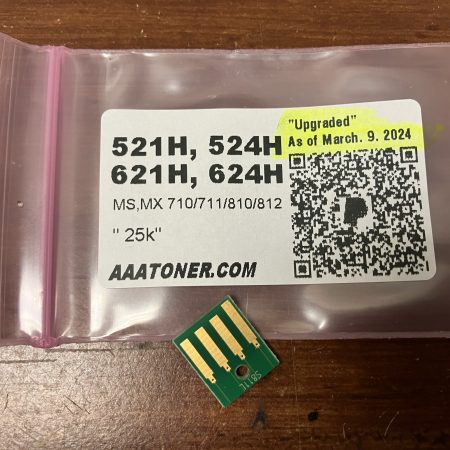 521H, 524H
621H, 624H
MS,MX 710/711/810/812
" 25k"
AAATONER.COM
"Upgraded"
As of March. 9. 2024